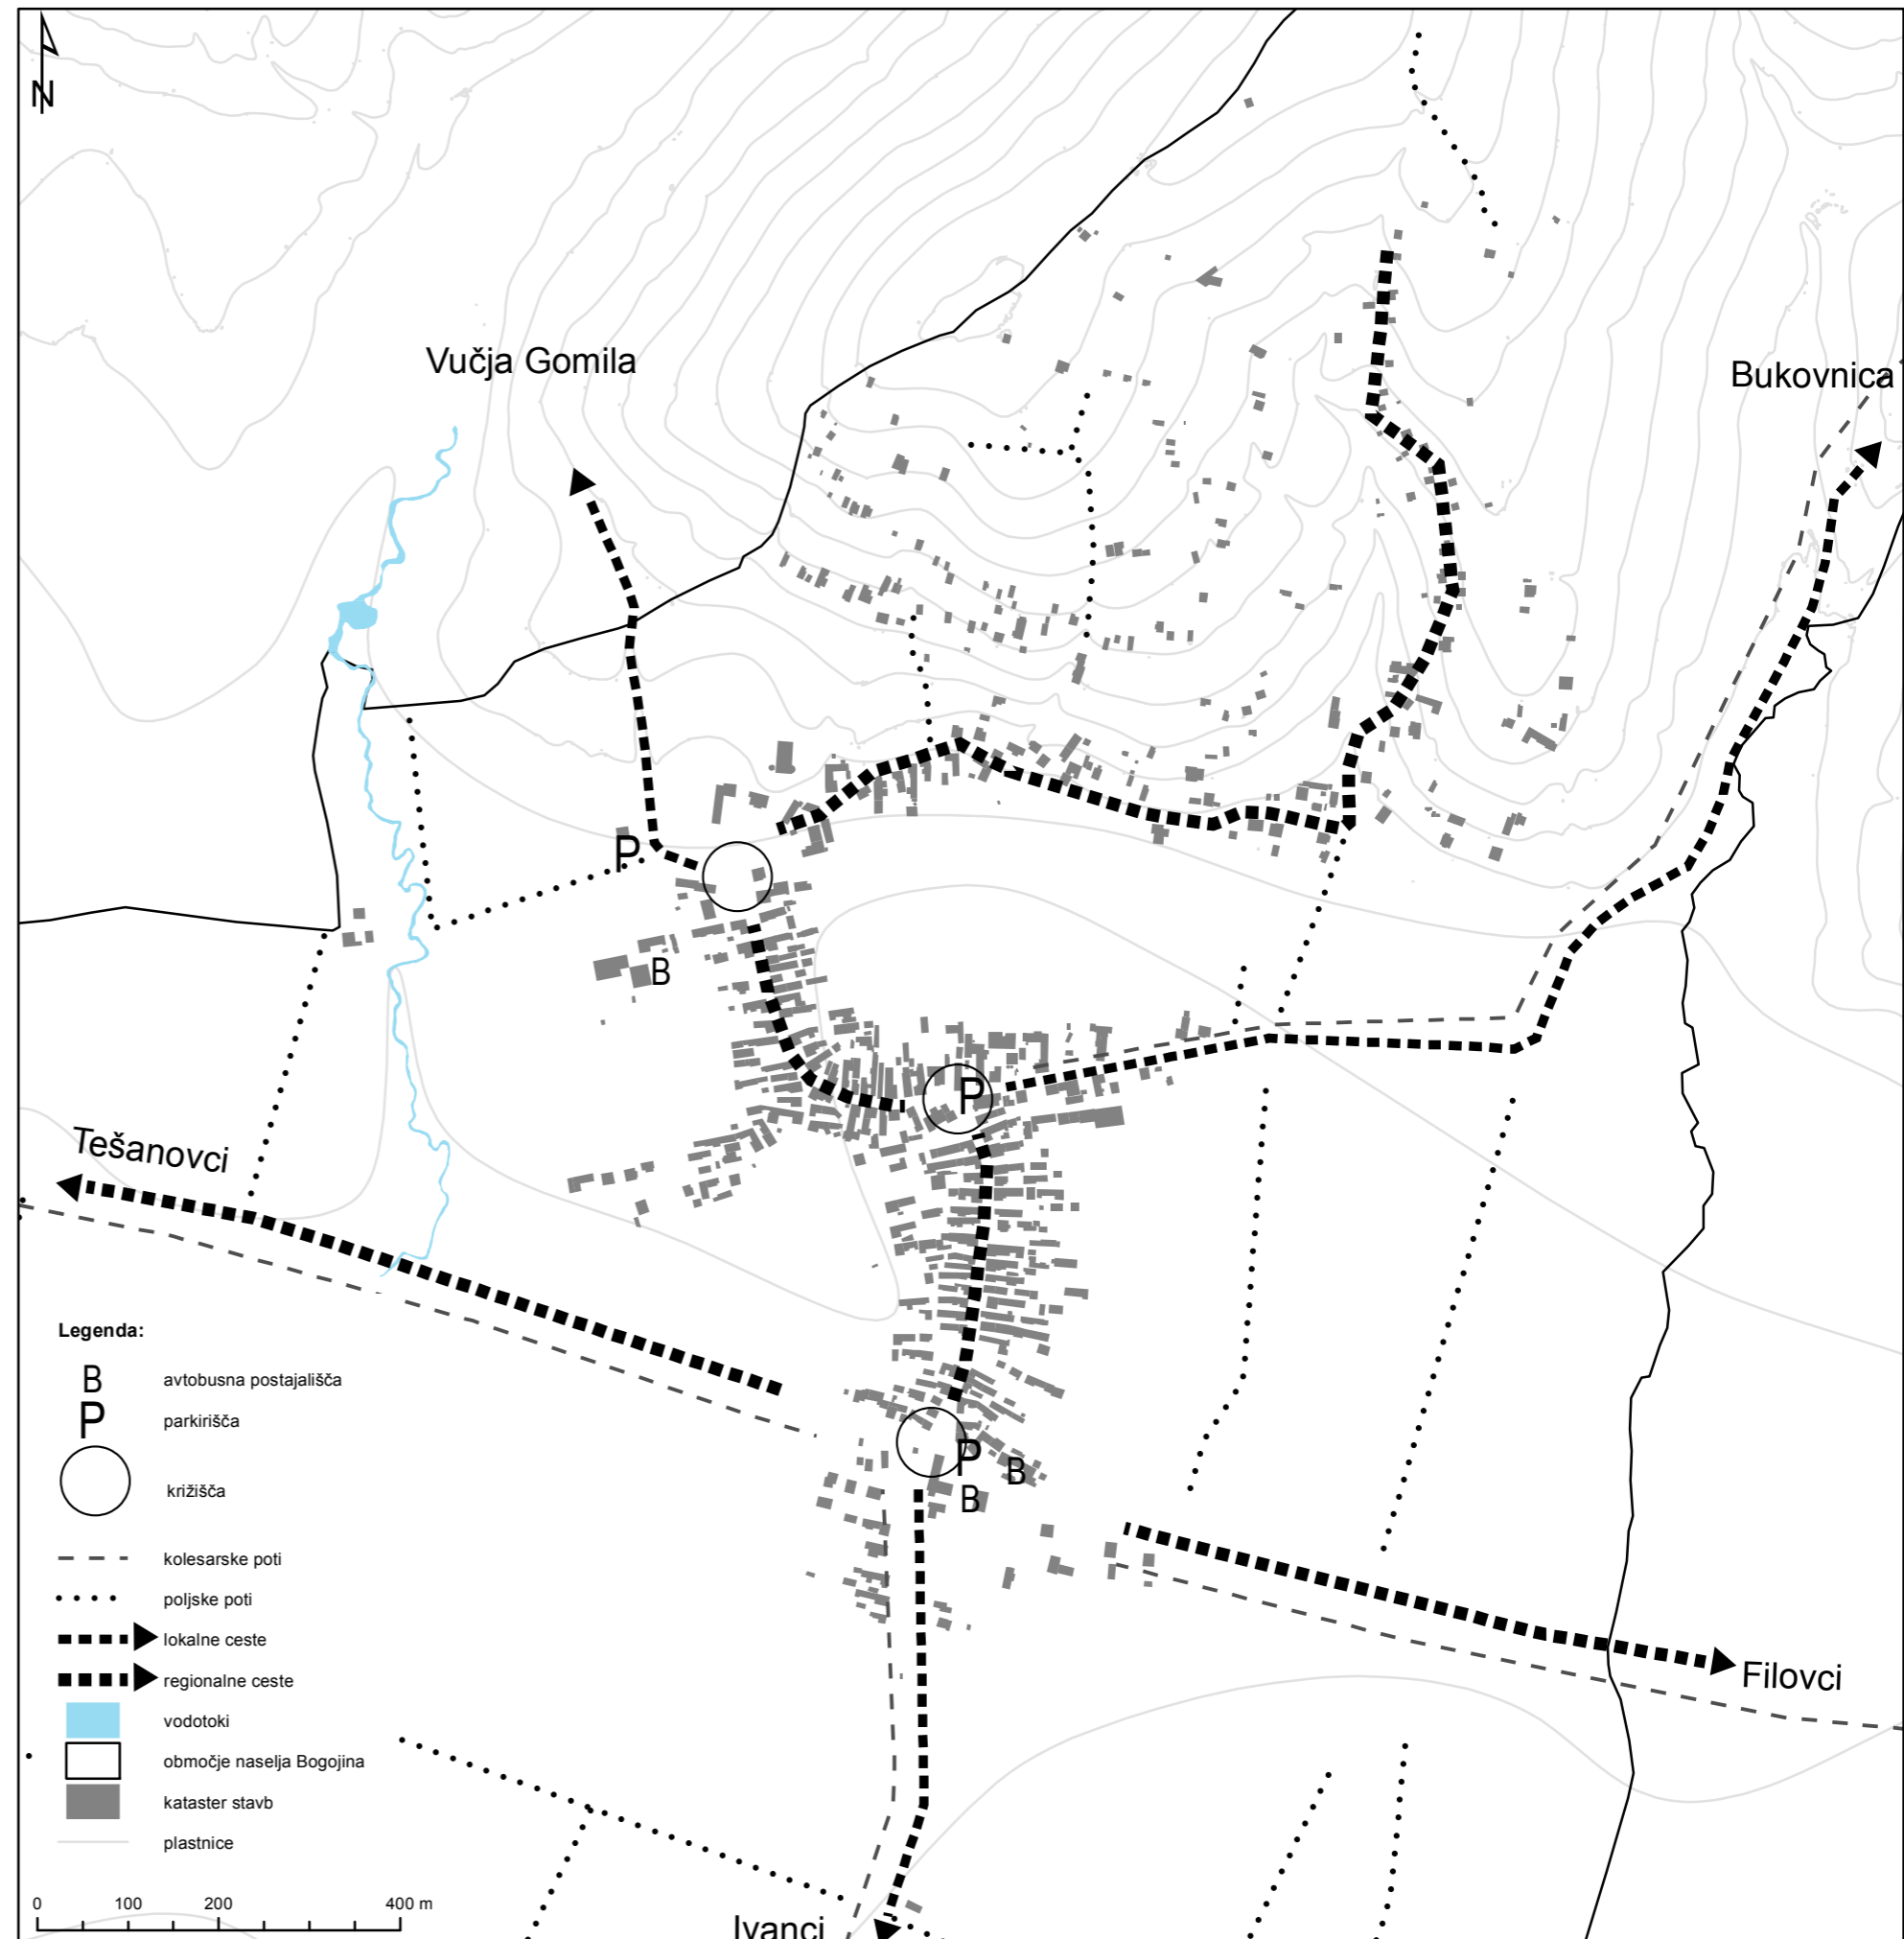 N
Vučja Gomila
Bukovnica
P
B
P
Tešanovci
P
B
B
Filovci
Ivanci
Legenda:
B avtobusna postajališča
P parkirišča
križišča
kolesarske poti
poljske poti
lokalne ceste
regionalne ceste
vodotoki
območje naselja Bogojina
kataster stavb
plastnice
0 100 200 400 m